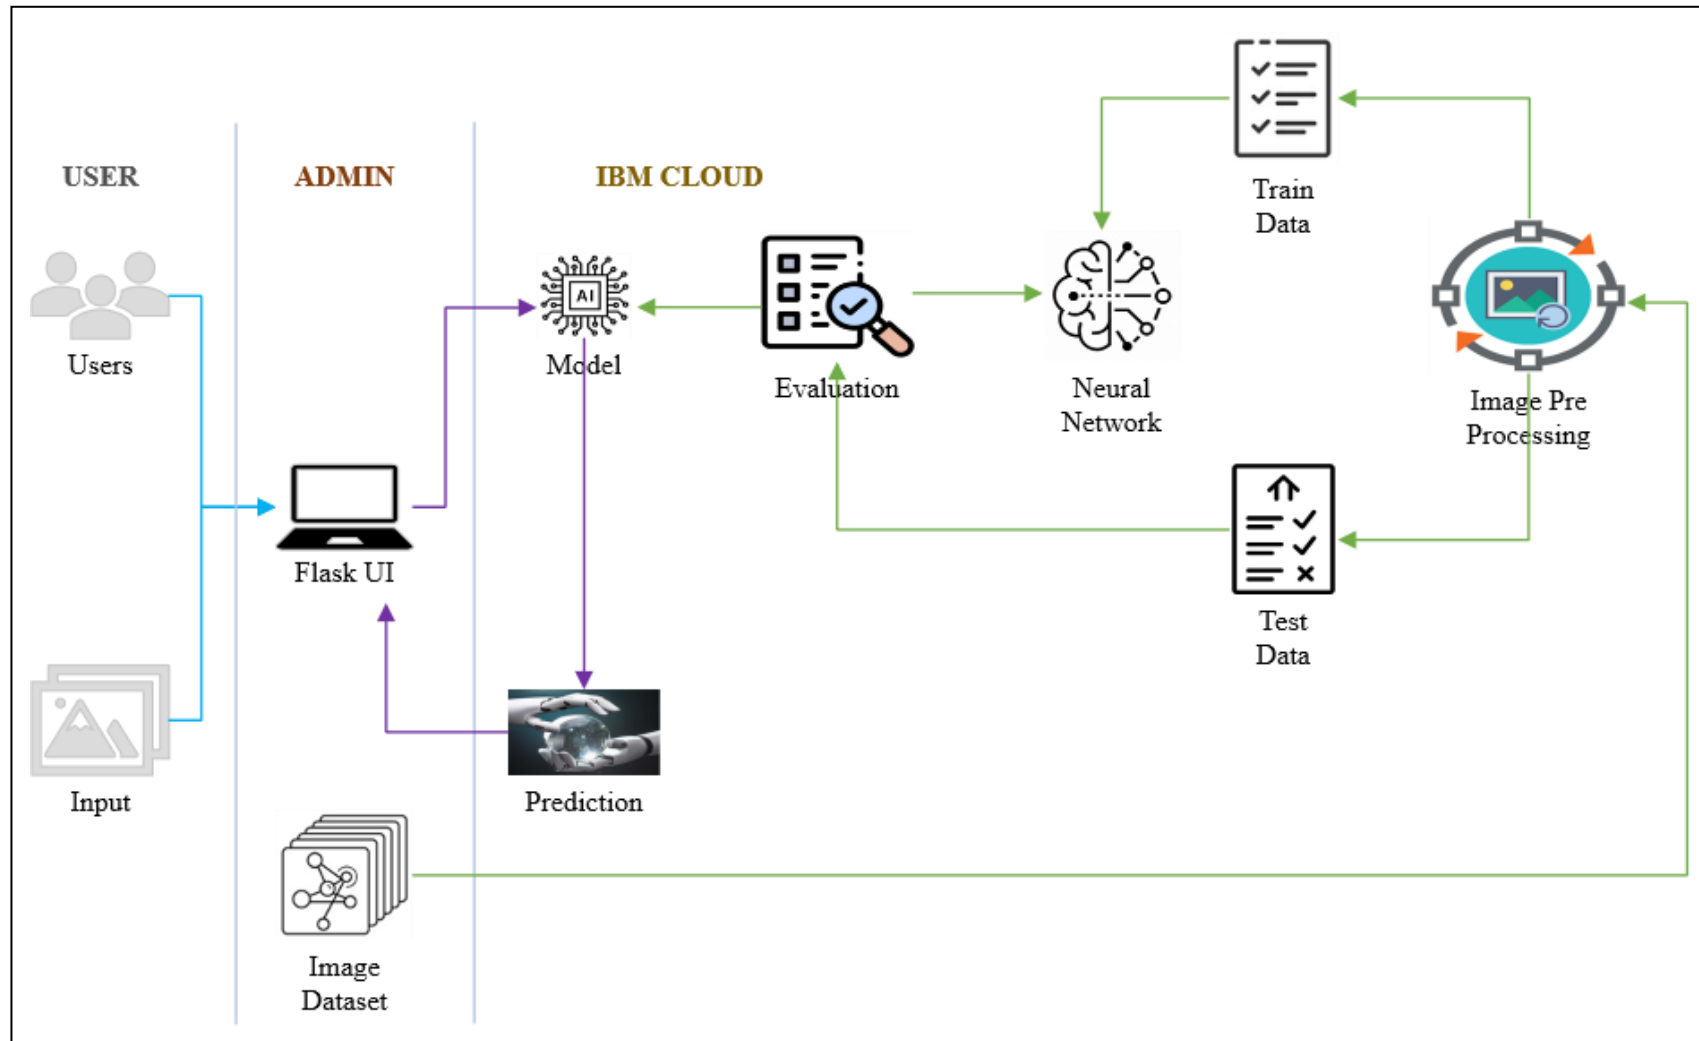 USER
ADMIN
IBM CLOUD
Train
Data
Users
Model
Evaluation
Neural
Network
Image Pre
Processing
AI
Flask UI
Test
Data
Input
Prediction
Image
Dataset